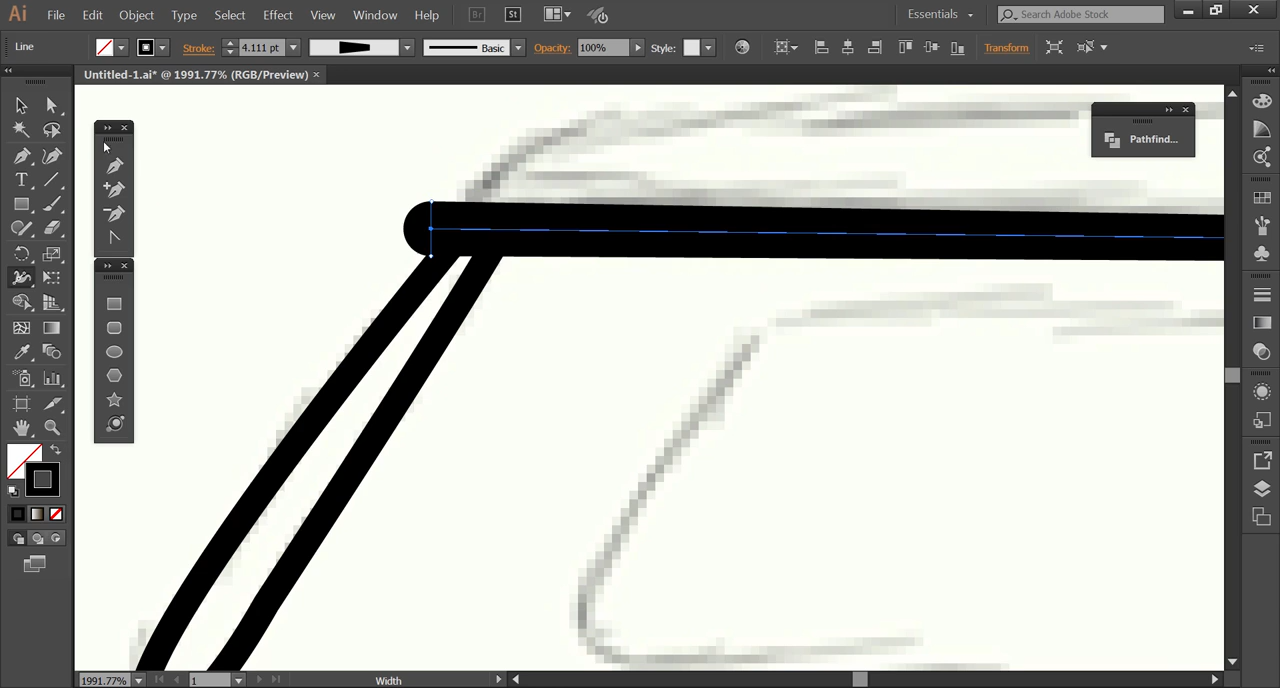 Ai File Edit Object Type Select Effect View Window Help Br St Essentials Search Adobe Stock
Line Stroke: 4.111 pt Basic Opacity: 100% Style: Transform
Untitled-1.ai* @ 1991.77% (RGB/Preview) ×
Pathfind...
T
1991.77% 1 Width